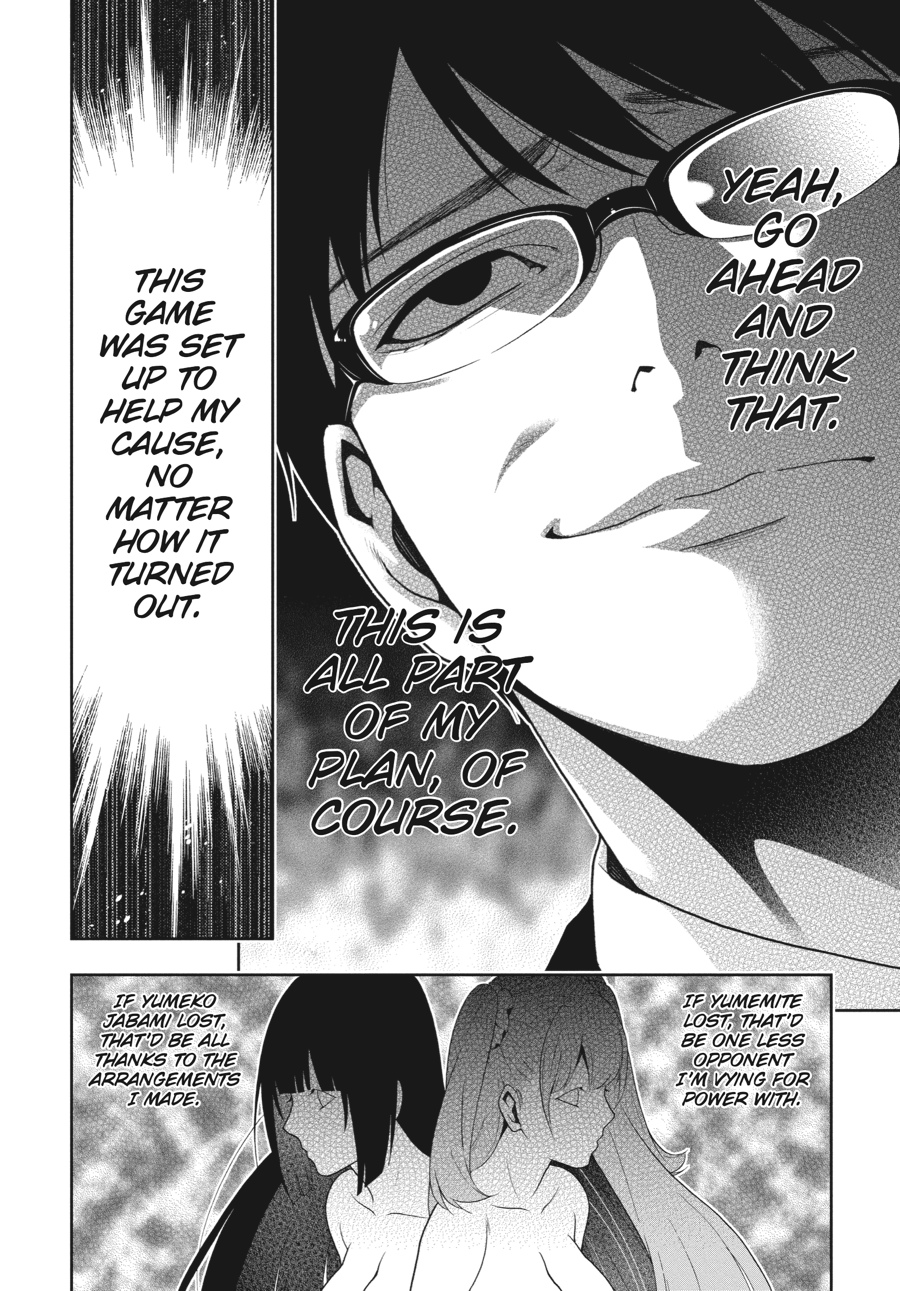 YEAH,
GO
AHEAD
AND
THINK
THAT.
THIS IS
ALL PART
OF MY
PLAN, OF
COURSE.
THIS
GAME
WAS SET
UP TO
HELP MY
CAUSE,
NO
MATTER
HOW IT
TURNED
OUT.
IF YUMEMITE
LOST, THAT'D
BE ONE LESS
OPPONENT
I'M VYING FOR
POWER WITH.
IF YUMEKO
JABAMI LOST,
THAT'D BE ALL
THANKS TO THE
ARRANGEMENTS
I MADE.